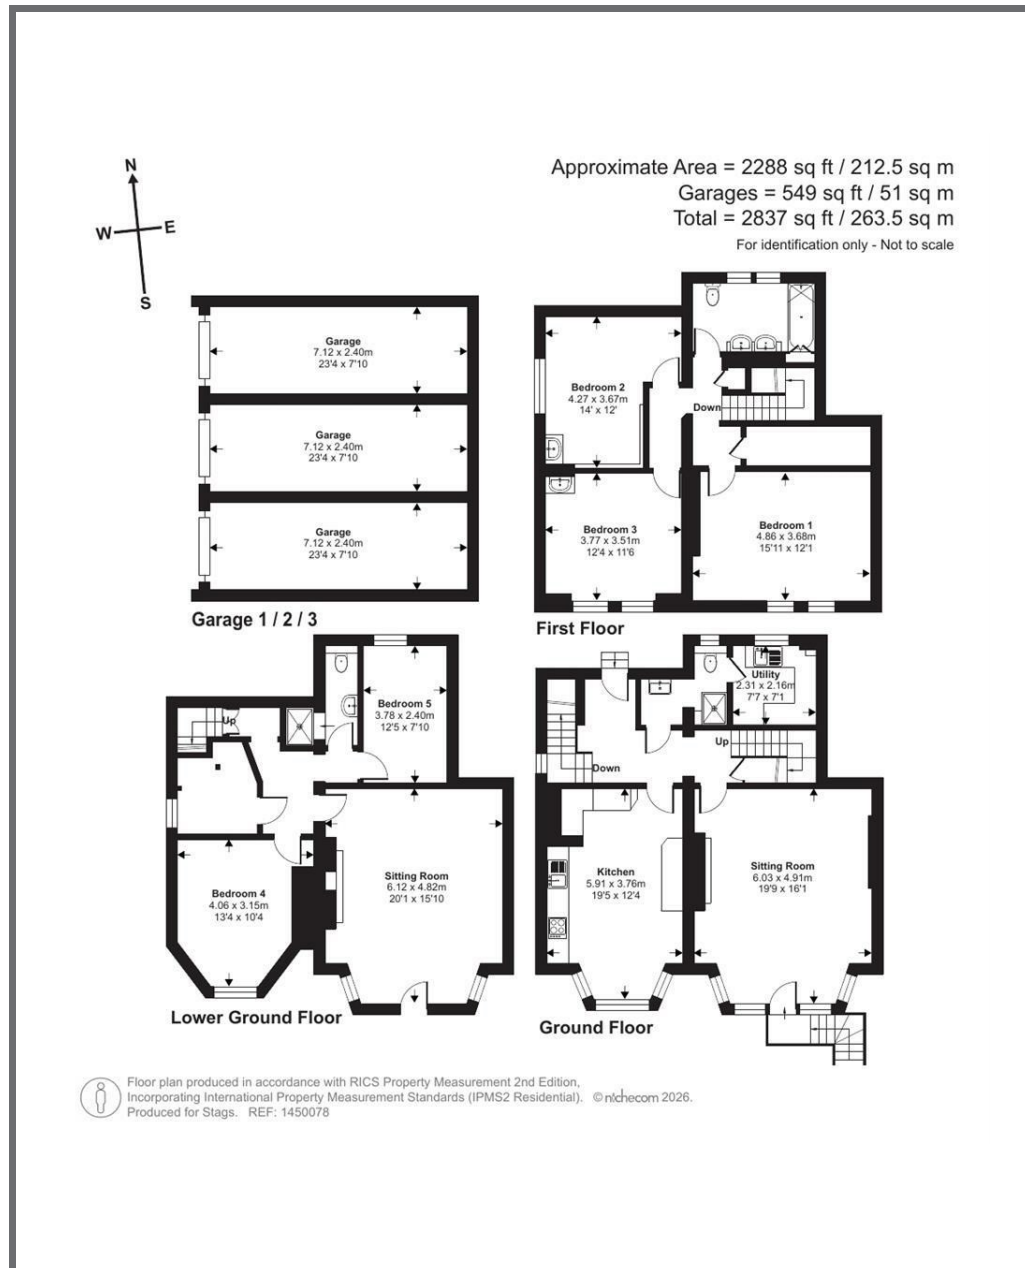 Approximate Area = 2288 sq ft / 212.5 sq m
Garages = 549 sq ft / 51 sq m
Total = 2837 sq ft / 263.5 sq m
For identification only - Not to scale
N
W
E
S
Garage
7.12 x 2.40m
23'4 x 7'10
Garage
7.12 x 2.40m
23'4 x 7'10
Garage
7.12 x 2.40m
23'4 x 7'10
Garage 1 / 2 / 3
Bedroom 2
4.27 x 3.67m
14' x 12'
Down
Bedroom 3
3.77 x 3.51m
12'4 x 11'6
Bedroom 1
4.86 x 3.68m
15'11 x 12'1
First Floor
Up
Bedroom 5
3.78 x 2.40m
12'5 x 7'10
Bedroom 4
4.06 x 3.15m
13'4 x 10'4
Sitting Room
6.12 x 4.82m
20'1 x 15'10
Lower Ground Floor
Utility
2.31 x 2.16m
7'7 x 7'1
Up
Down
Kitchen
5.91 x 3.76m
19'5 x 12'4
Sitting Room
6.03 x 4.91m
19'9 x 16'1
Ground Floor
Floor plan produced in accordance with RICS Property Measurement 2nd Edition,
Incorporating International Property Measurement Standards (IPMS2 Residential). © nichecom 2026.
Produced for Stags. REF: 1450078